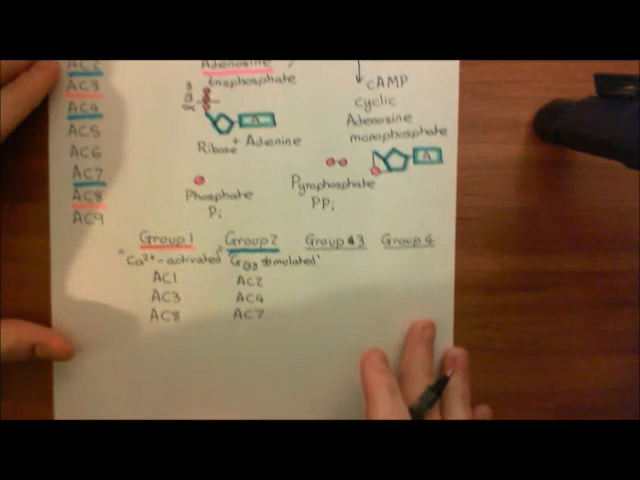 AC2
AC3
AC4
AC5
AC6
AC7
AC8
AC9
Adenosine
trisphosphate
γ
β
α
A
Ribose + Adenine
cAMP
cyclic
Adenosine
monophosphate
A
Phosphate
Pi
Pyrophosphate
PPi
Group 1
"Ca2+-activated"
AC1
AC3
AC8
Group 2
"Gβγ stimulated"
AC2
AC4
AC7
Group 3
Group 4